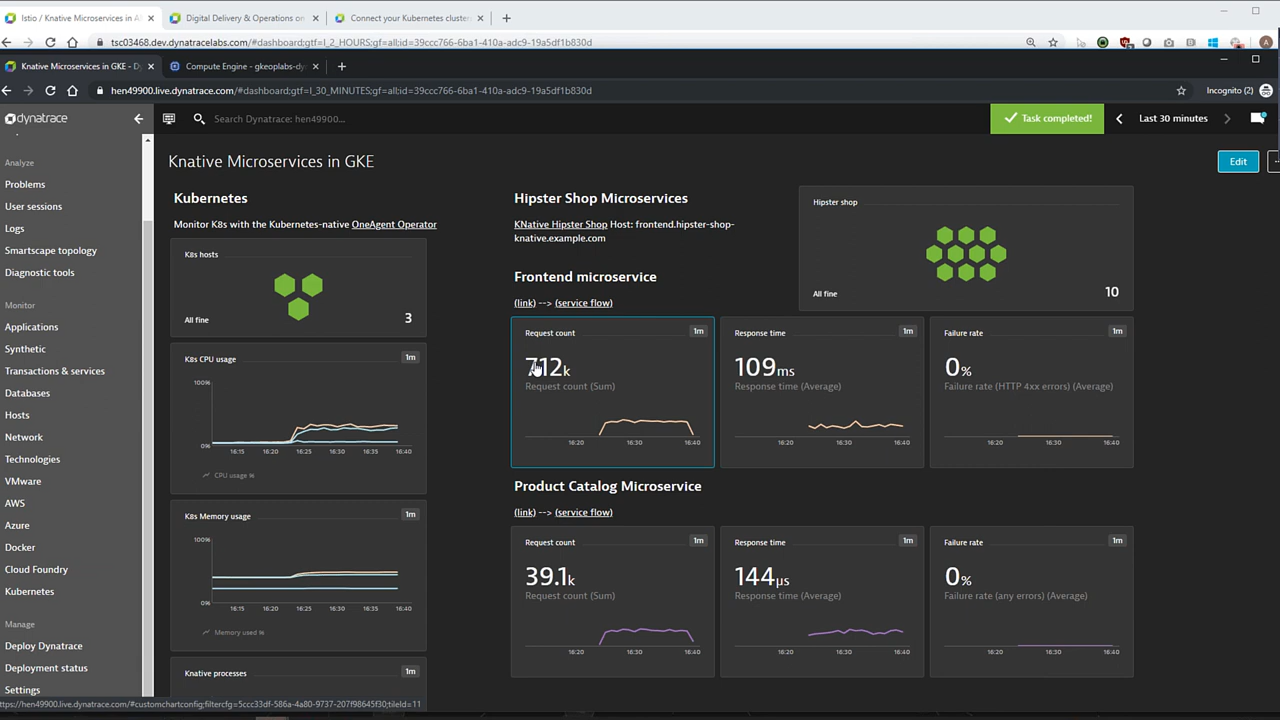 Istio / Knative Microservices in A
Digital Delivery & Operations on
Connect your Kubernetes cluster
tsc03468.dev.dynatracelabs.com/#dashboard;gtf=l_2_HOURS;gf=all;id=39ccc766-6ba1-410a-adc9-19a5df1b830d
Knative Microservices in GKE - Dy
Compute Engine - gkeoplabs-dy
hen49900.live.dynatrace.com/#dashboard;gtf=l_30_MINUTES;gf=all;id=39ccc766-6ba1-410a-adc9-19a5df1b830d
Incognito (2)
dynatrace
Search Dynatrace: hen49900...
Task completed!
Last 30 minutes
Analyze
Problems
User sessions
Logs
Smartscape topology
Diagnostic tools
Monitor
Applications
Synthetic
Transactions & services
Databases
Hosts
Network
Technologies
VMware
AWS
Azure
Docker
Cloud Foundry
Kubernetes
Manage
Deploy Dynatrace
Deployment status
Settings
Knative Microservices in GKE
Edit
Kubernetes
Monitor K8s with the Kubernetes-native OneAgent Operator
K8s hosts
All fine
3
K8s CPU usage
1m
100%
0%
16:15 16:20 16:25 16:30 16:35 16:40
CPU usage %
K8s Memory usage
1m
100%
0%
16:15 16:20 16:25 16:30 16:35 16:40
Memory used %
Knative processes
1m
Hipster Shop Microservices
KNative Hipster Shop Host: frontend.hipster-shop-
knative.example.com
Hipster shop
All fine
10
Frontend microservice
(link) --> (service flow)
Request count
1m
712k
Request count (Sum)
16:20 16:30 16:40
Response time
1m
109ms
Response time (Average)
16:20 16:30 16:40
Failure rate
1m
0%
Failure rate (HTTP 4xx errors) (Average)
16:20 16:30 16:40
Product Catalog Microservice
(link) --> (service flow)
Request count
1m
39.1k
Request count (Sum)
16:20 16:30 16:40
Response time
1m
144µs
Response time (Average)
16:20 16:30 16:40
Failure rate
1m
0%
Failure rate (any errors) (Average)
16:20 16:30 16:40
https://hen49900.live.dynatrace.com/#customchartconfig;filtercfg=5ccc33df-586a-4a80-9737-207f98645f30;tileId=11